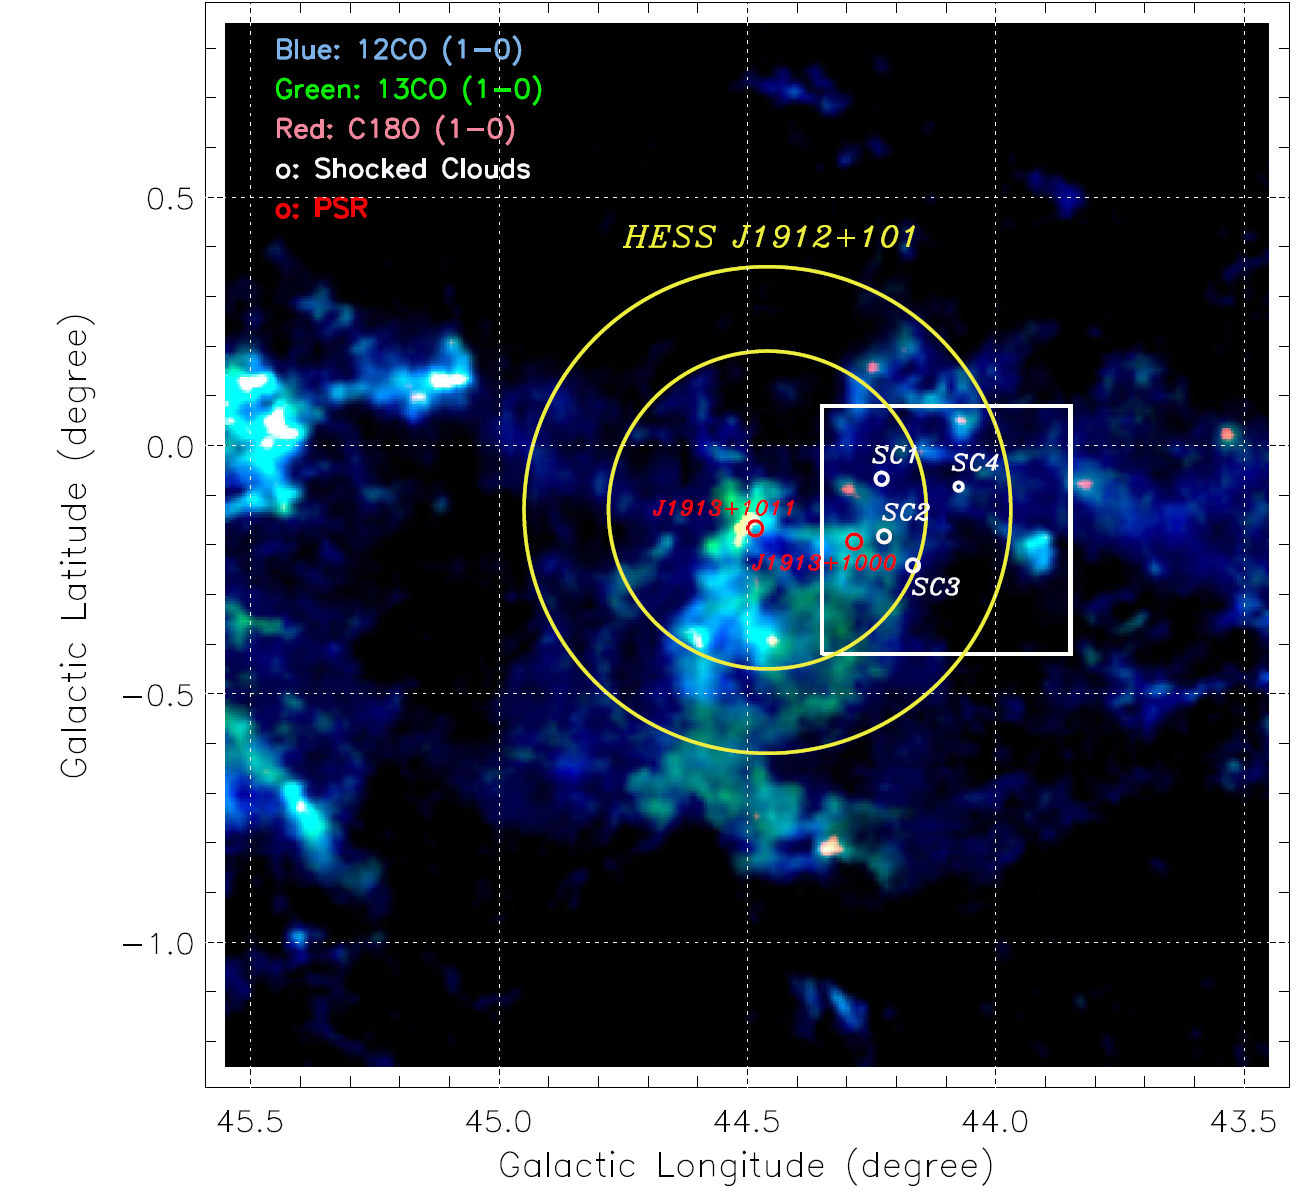 Blue: 12CO (1−0)
Green: 13CO (1−0)
Red: C18O (1−0)
o: Shocked Clouds
o: PSR
HESS J1912+101
SC1
SC4
J1913+1011
SC2
J1913+1000
SC3
0.5
0.0
−0.5
−1.0
Galactic Latitude (degree)
45.5 45.0 44.5 44.0 43.5
Galactic Longitude (degree)